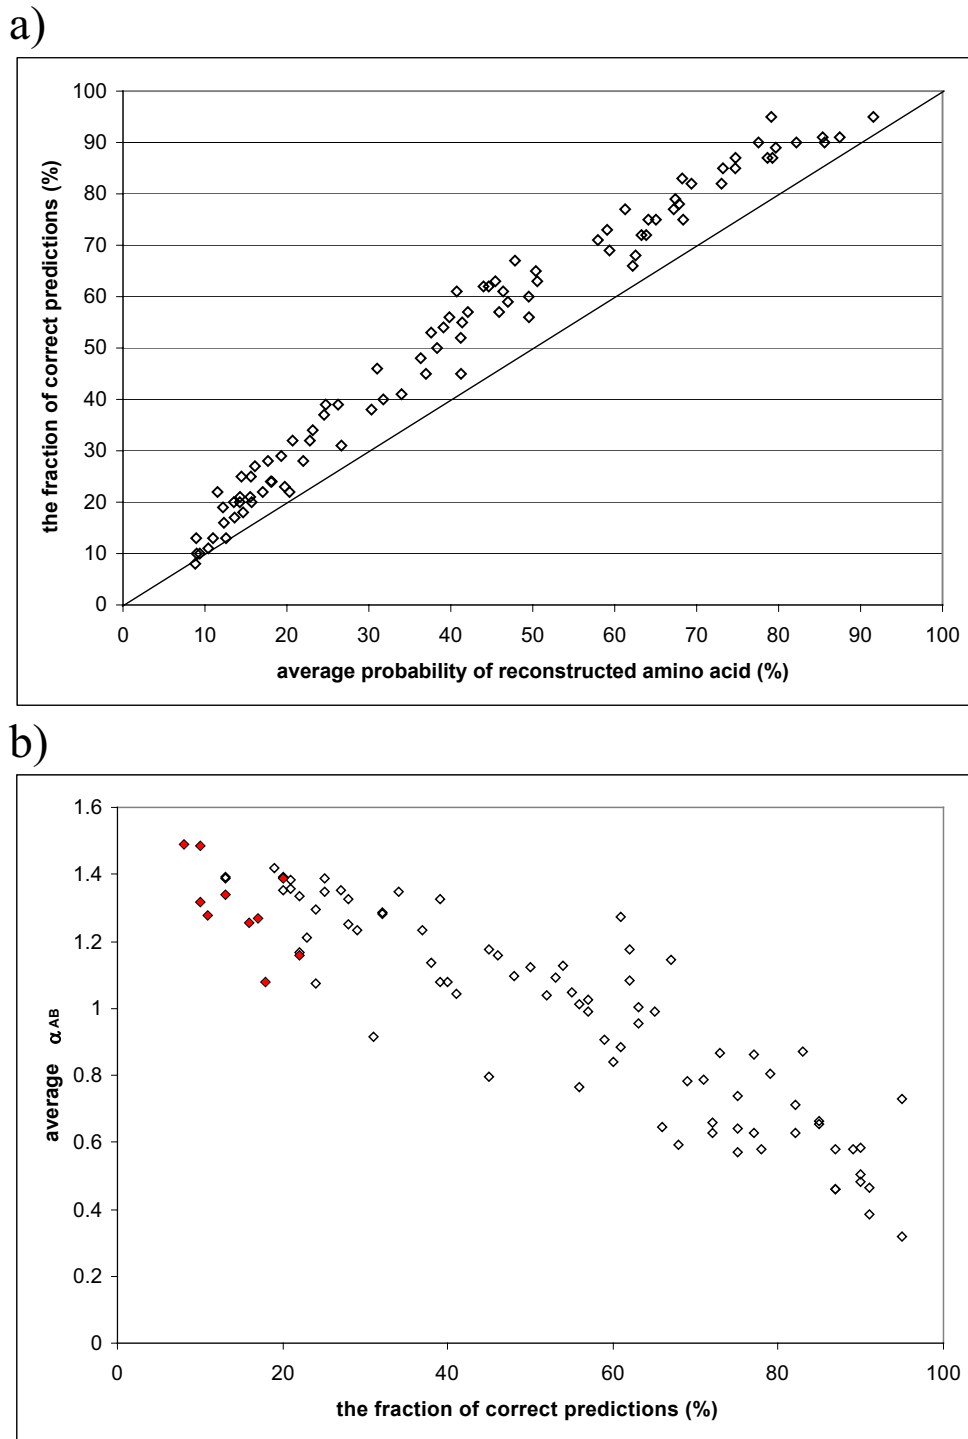 a)
100
90
80
70
60
50
40
30
20
10
0
the fraction of correct predictions (%)
0 10 20 30 40 50 60 70 80 90 100
average probability of reconstructed amino acid (%)
b)
1.6
1.4
1.2
1
0.8
0.6
0.4
0.2
0
average αAB
0 20 40 60 80 100
the fraction of correct predictions (%)